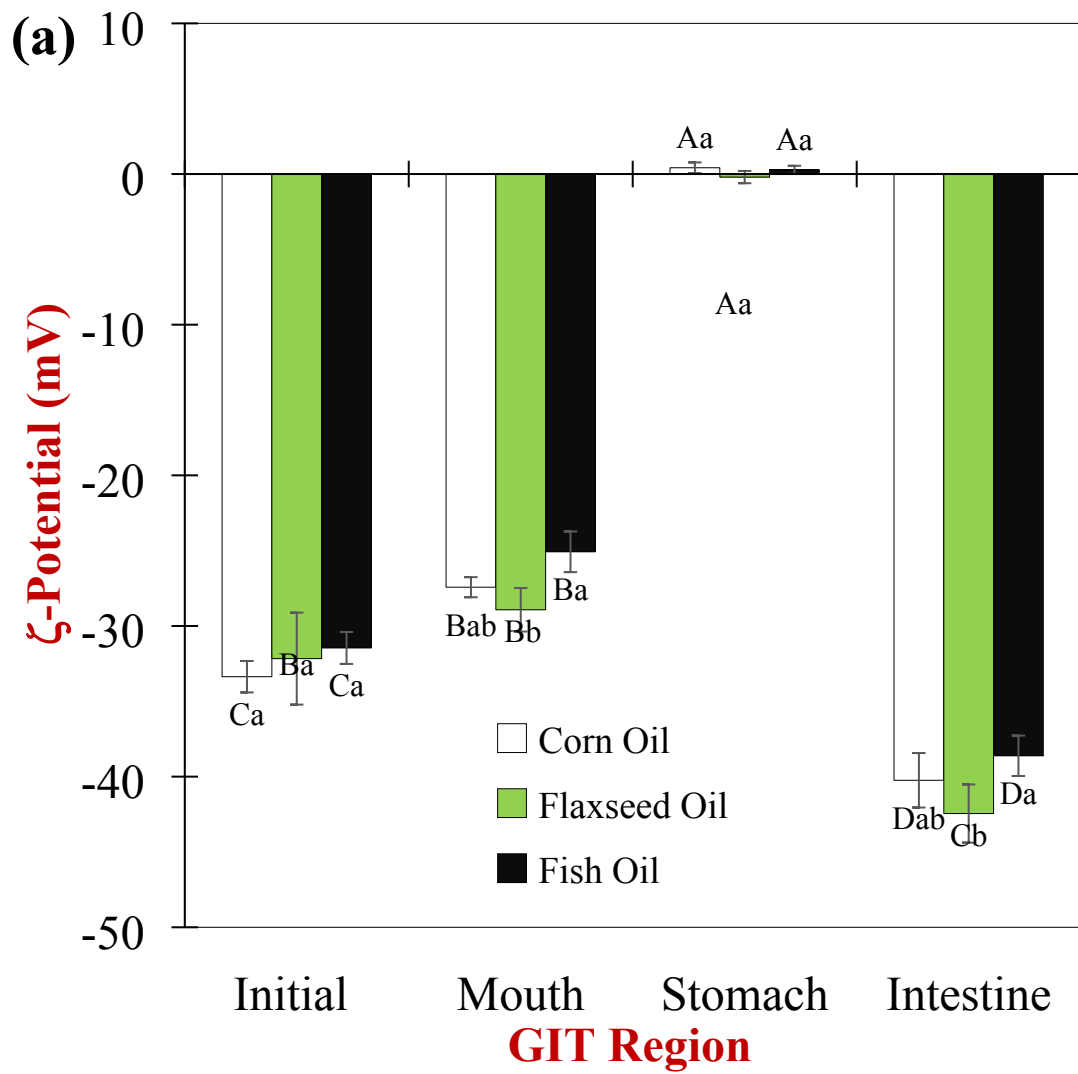 (a)
10
0
-10
-20
-30
-40
-50
ζ-Potential (mV)
Aa
Aa
Aa
Ca
Ba
Ca
Bab
Bb
Ba
Dab
Cb
Da
Corn Oil
Flaxseed Oil
Fish Oil
Initial
Mouth
Stomach
Intestine
GIT Region